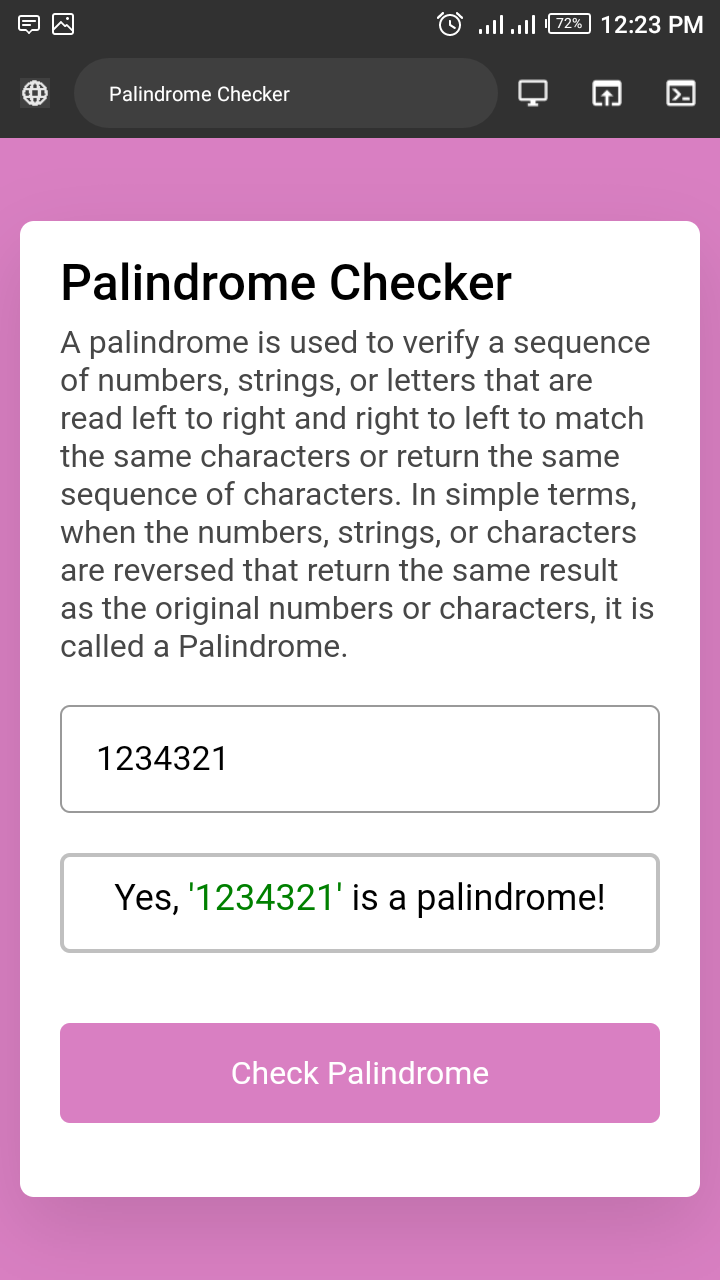 72% 12:23 PM
Palindrome Checker
Palindrome Checker
A palindrome is used to verify a sequence
of numbers, strings, or letters that are
read left to right and right to left to match
the same characters or return the same
sequence of characters. In simple terms,
when the numbers, strings, or characters
are reversed that return the same result
as the original numbers or characters, it is
called a Palindrome.
1234321
Yes, '1234321' is a palindrome!
Check Palindrome